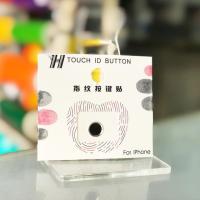 TOUCH ID BUTTON
指纹按键贴
For iPhone